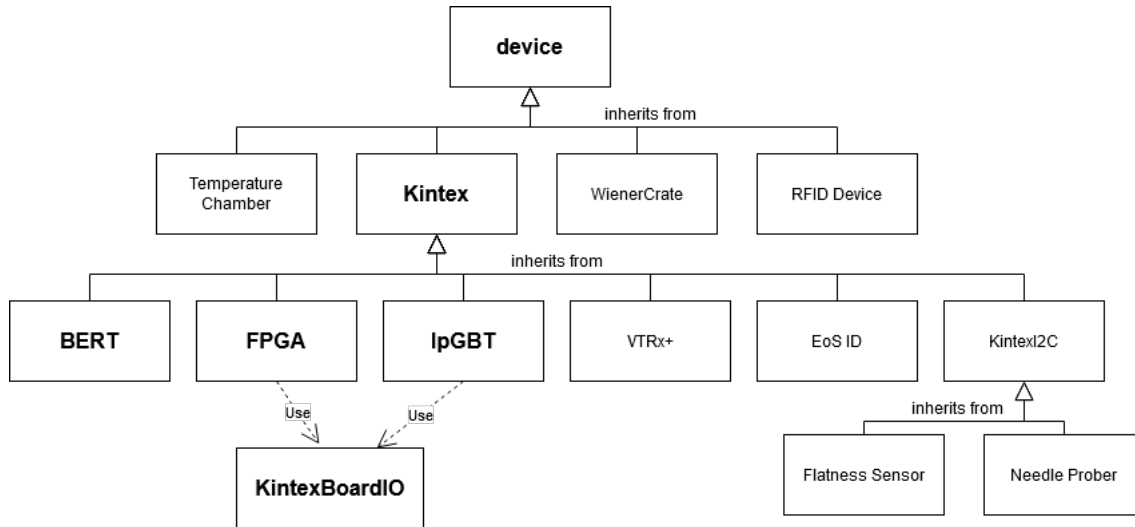 device
inherits from
Temperature
Chamber
Kintex
WienerCrate
RFID Device
inherits from
BERT
FPGA
lpGBT
VTRx+
EoS ID
KintexI2C
Use
Use
inherits from
KintexBoardIO
Flatness Sensor
Needle Prober